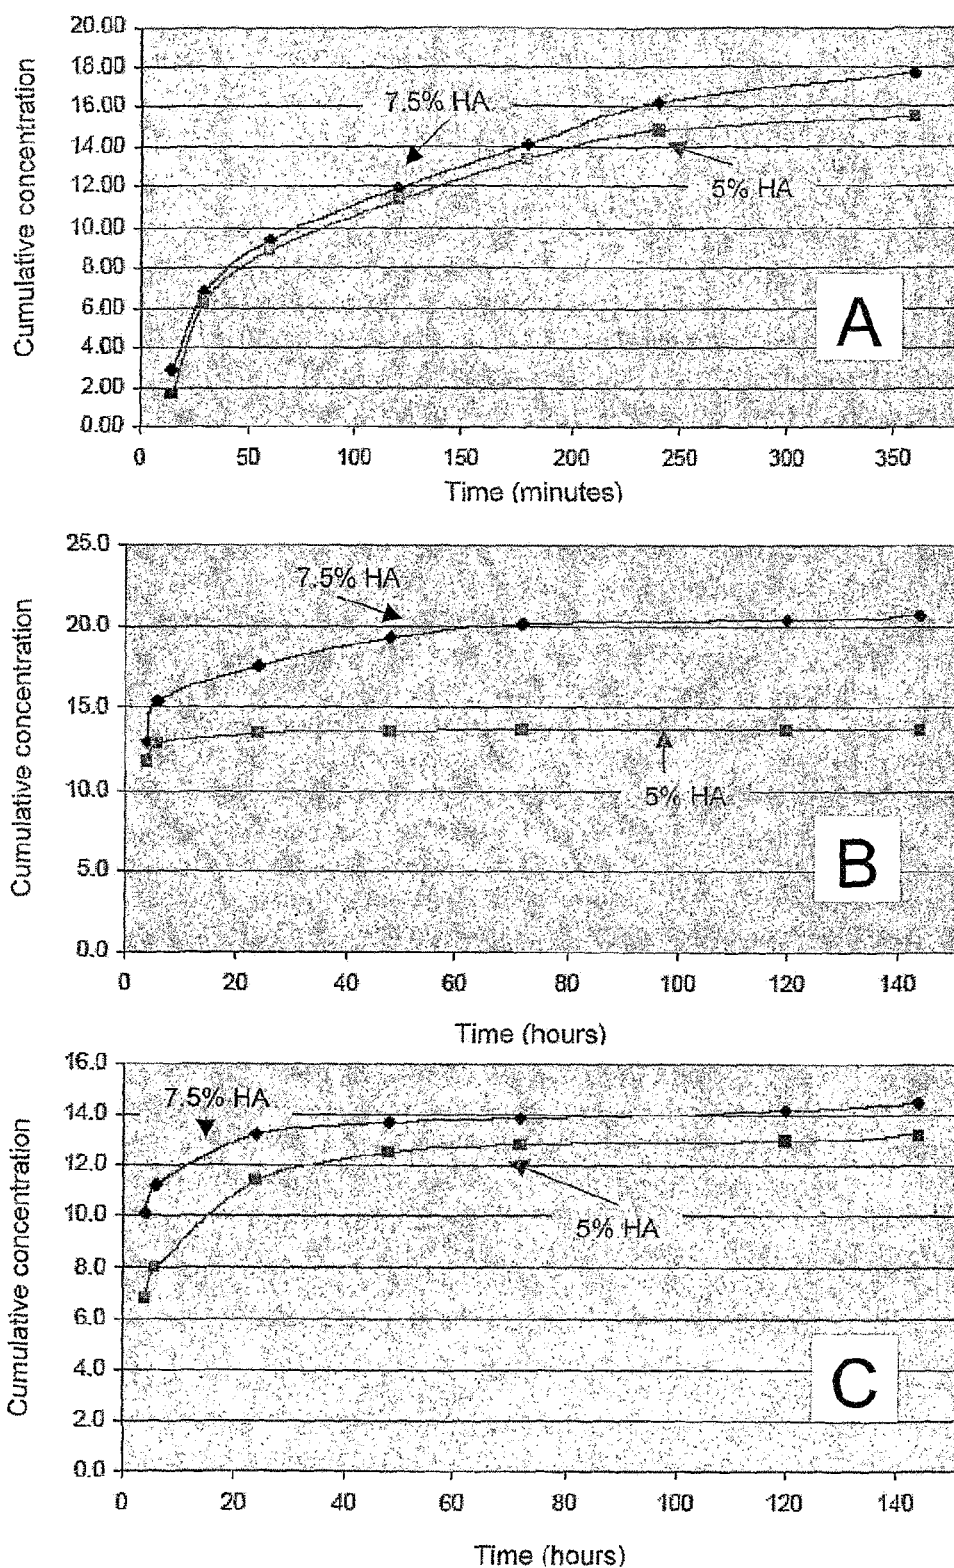 20.00
18.00
16.00
14.00
12.00
10.00
8.00
6.00
4.00
2.00
0.00
Cumulative concentration
7.5% HA
5% HA
A
0 50 100 150 200 250 300 350
Time (minutes)
25.0
20.0
15.0
10.0
5.0
0.0
Cumulative concentration
7.5% HA
5% HA
B
0 20 40 60 80 100 120 140
Time (hours)
16.0
14.0
12.0
10.0
8.0
6.0
4.0
2.0
0.0
Cumulative concentration
7.5% HA
5% HA
C
0 20 40 60 80 100 120 140
Time (hours)